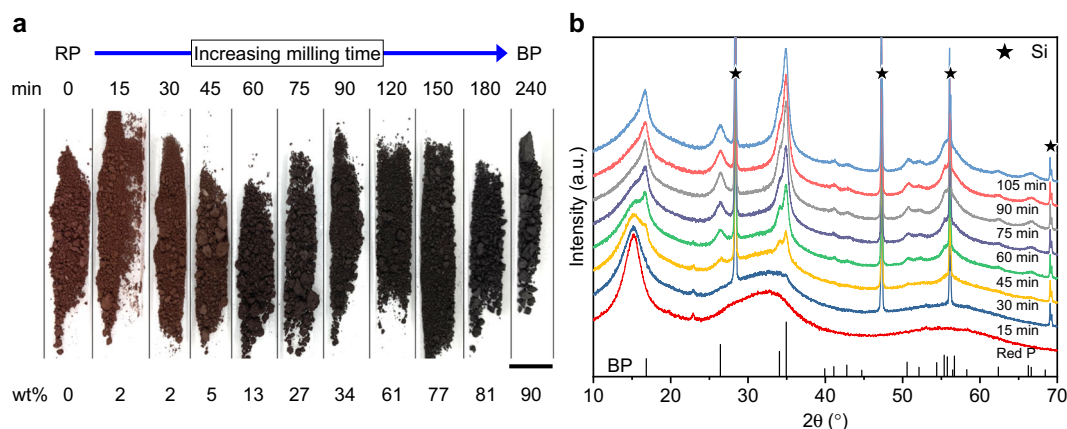 a
RP Increasing milling time BP
min 0 15 30 45 60 75 90 120 150 180 240
wt% 0 2 2 5 13 27 34 61 77 81 90
b
★ Si
Intensity (a.u.)
105 min
90 min
75 min
60 min
45 min
30 min
15 min
Red P
BP
10 20 30 40 50 60 70
2θ (°)